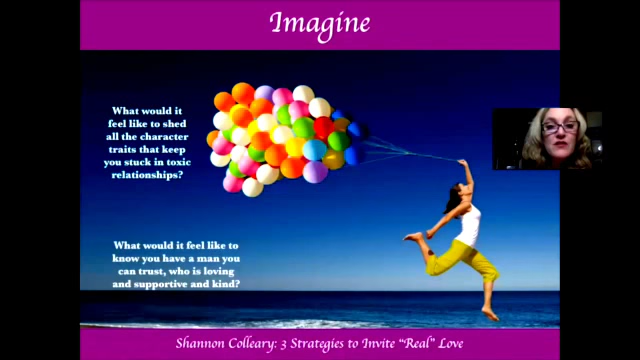 Imagine
What would it
feel like to shed
all the character
traits that keep
you stuck in toxic
relationships?
What would it feel like to
know you have a man you
can trust, who is loving
and supportive and kind?
Shannon Colleary: 3 Strategies to Invite “Real” Love